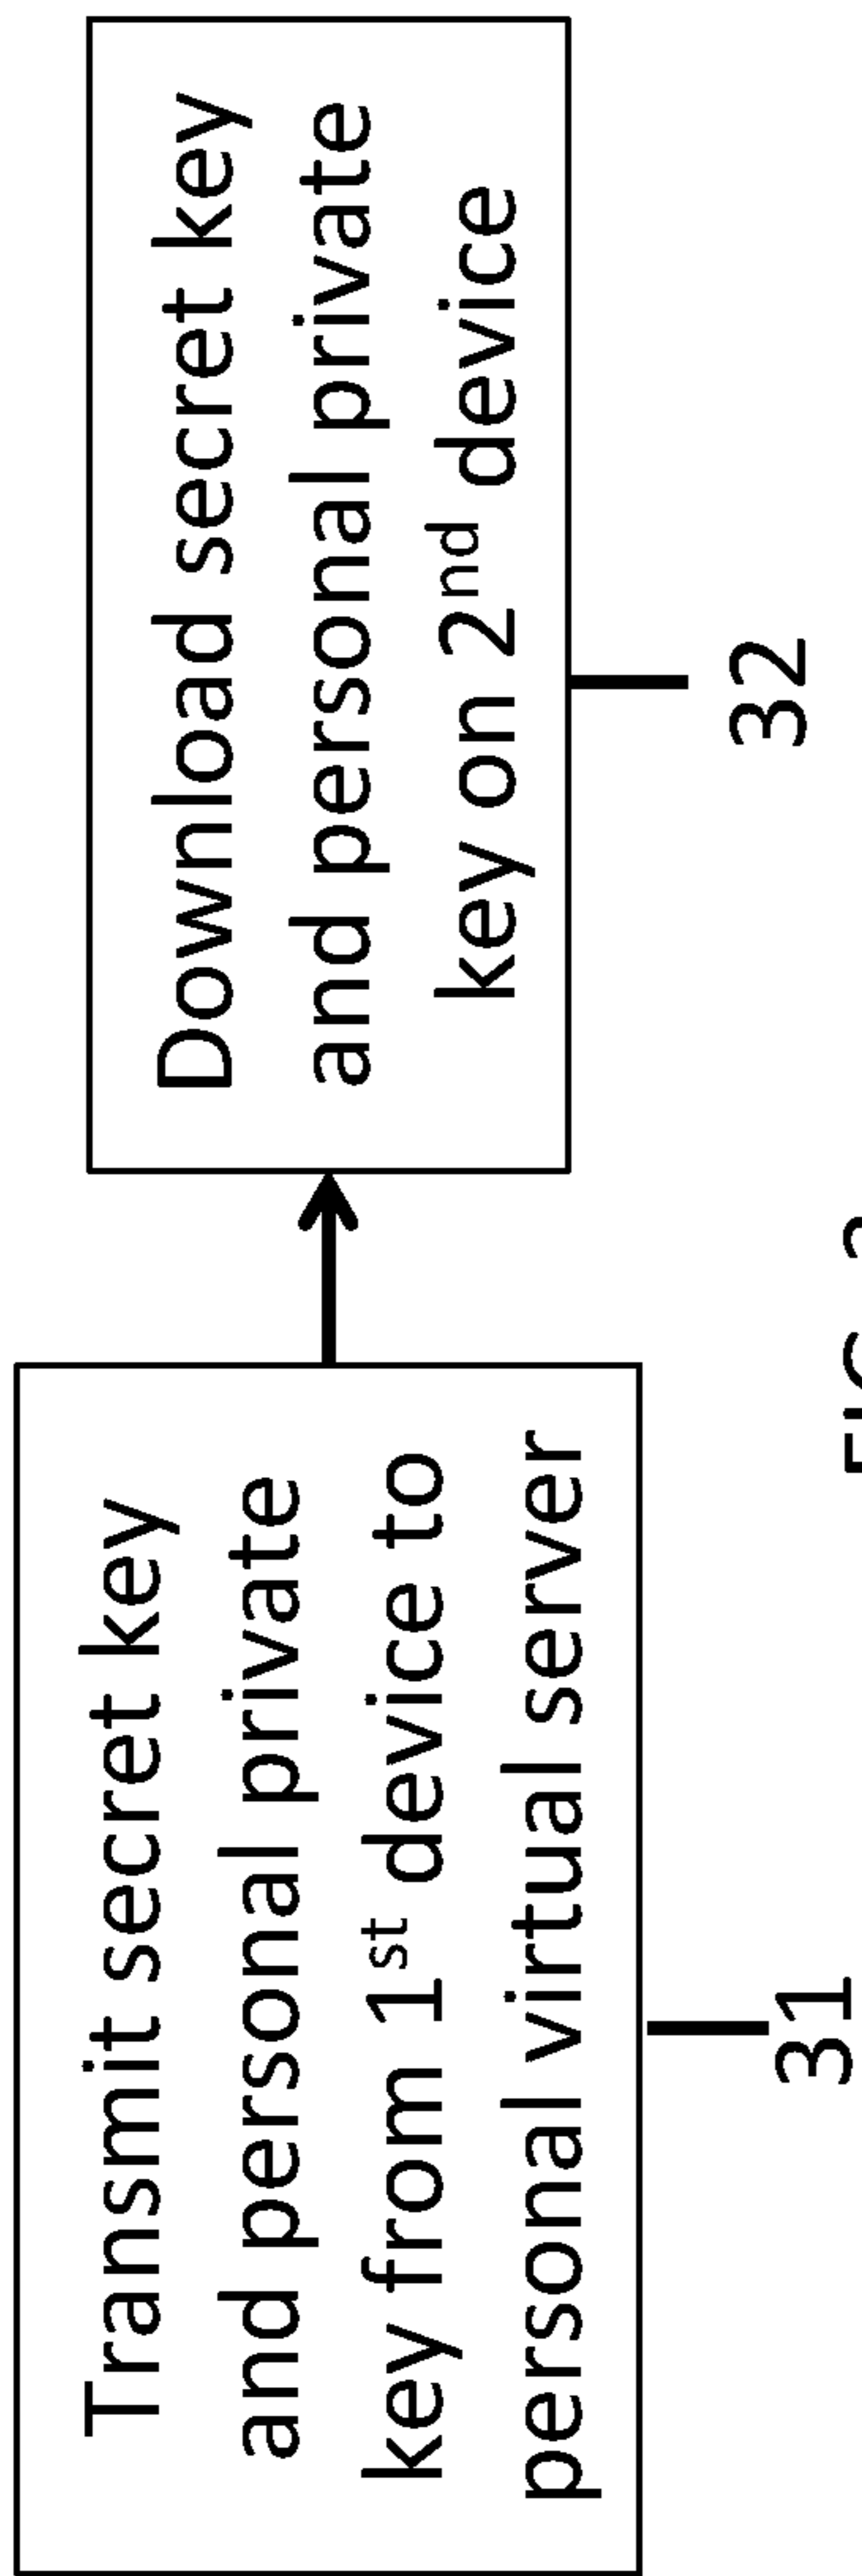 Transmit secret key
and personal private
key from 1st device to
personal virtual server
31
Download secret key
and personal private
key on 2nd device
32
FIG.